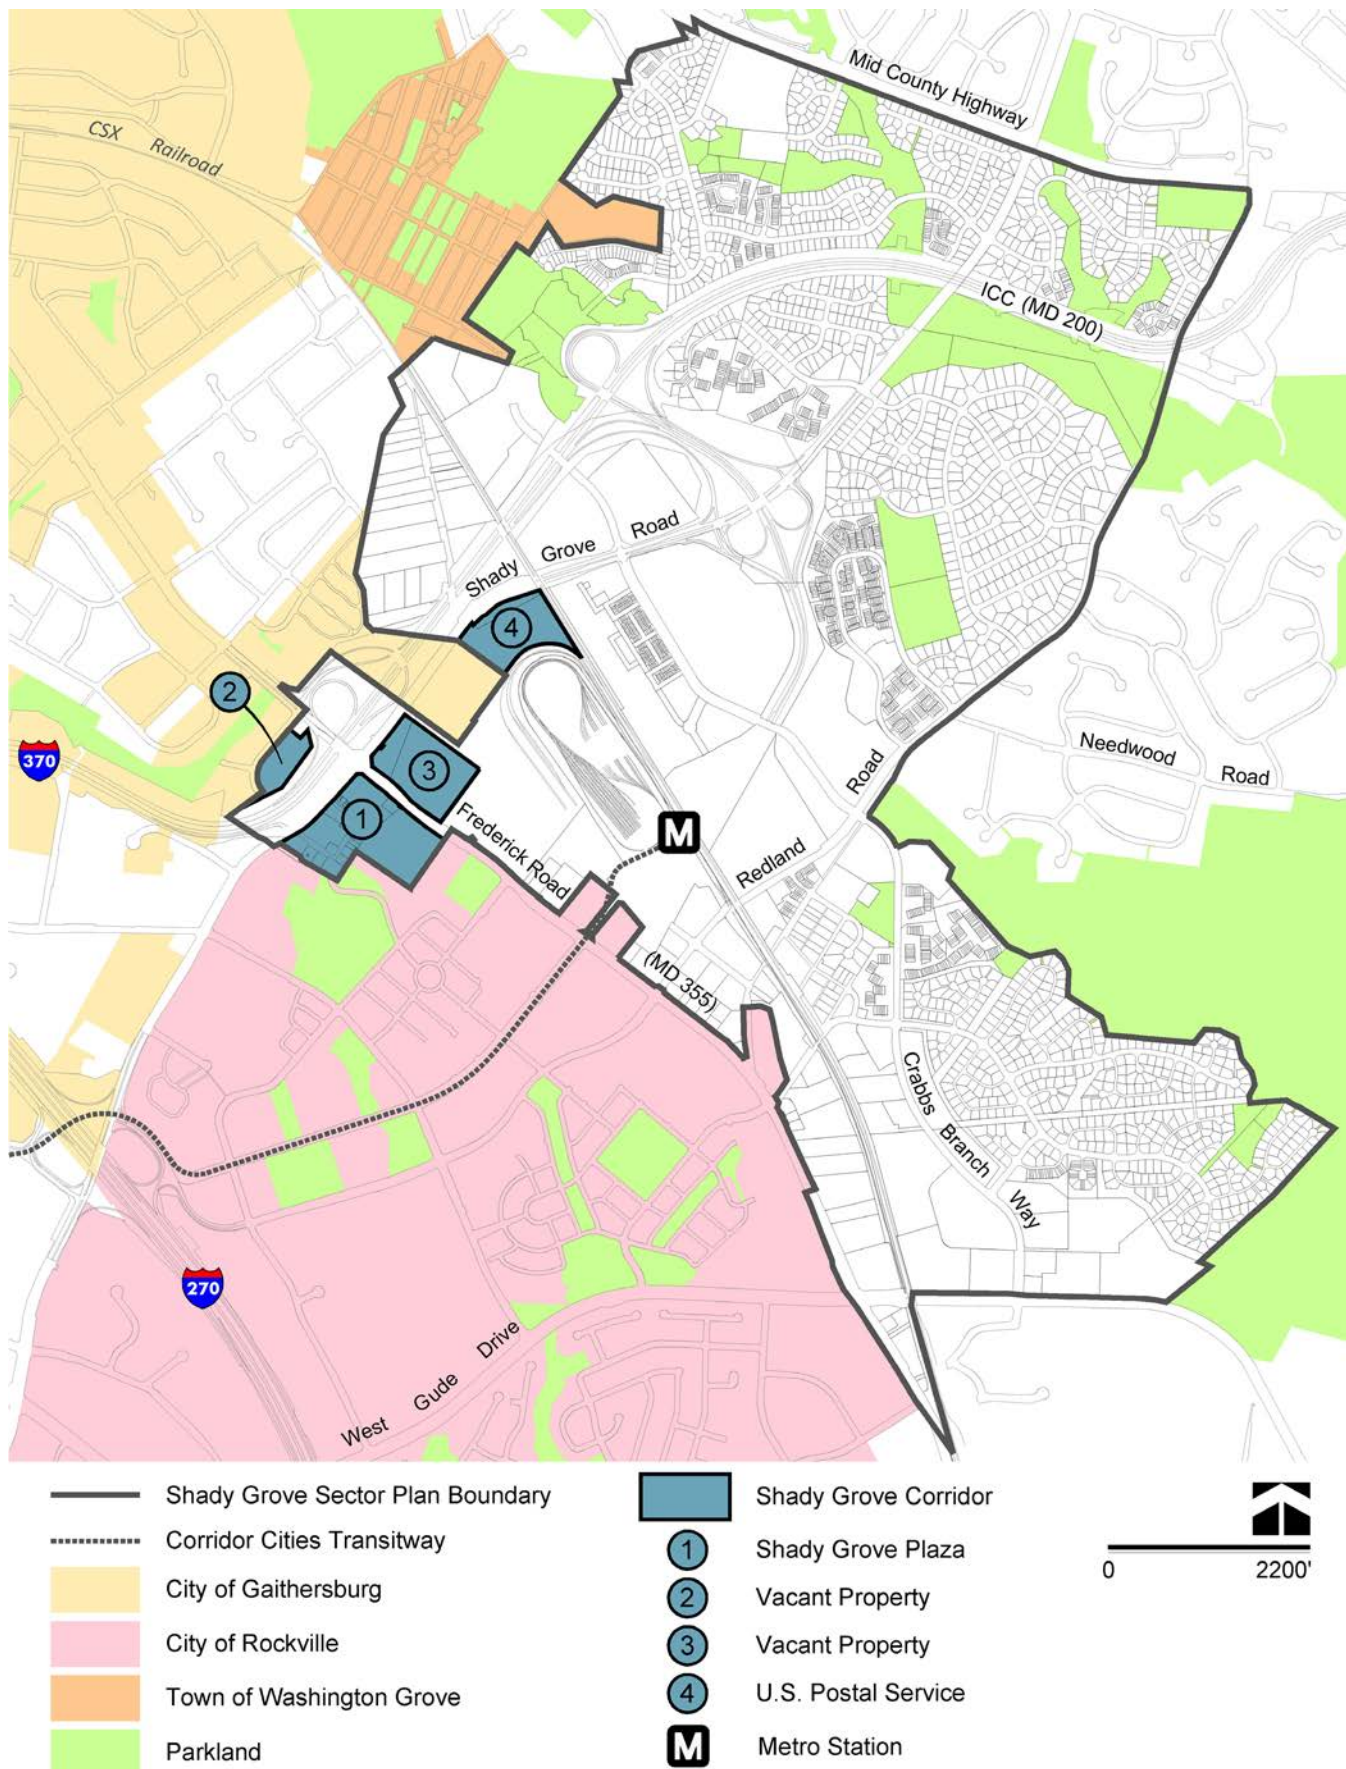 Mid County Highway
CSX Railroad
ICC (MD 200)
Shady Grove Road
4
2
370
3
1
Needwood Road
Frederick Road
M
Redland Road
(MD 355)
Crabbs Branch Way
270
West Gude Drive
Shady Grove Sector Plan Boundary
Corridor Cities Transitway
City of Gaithersburg
City of Rockville
Town of Washington Grove
Parkland
Shady Grove Corridor
1 Shady Grove Plaza
2 Vacant Property
3 Vacant Property
4 U.S. Postal Service
M Metro Station
0 2200'